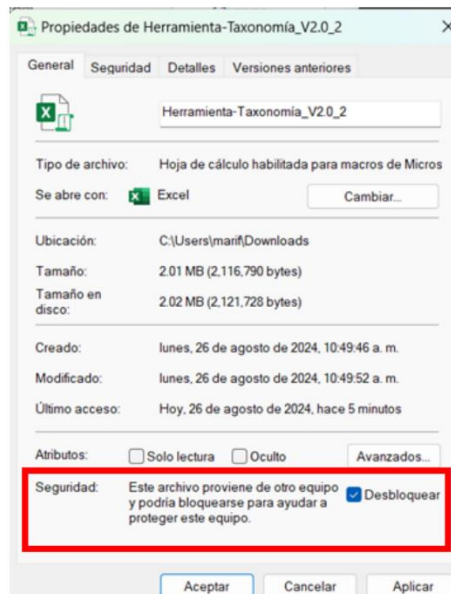 Propiedades de Herramienta-Taxonomía_V2.0_2
General Seguridad Detalles Versiones anteriores
Herramienta-Taxonomía_V2.0_2
Tipo de archivo: Hoja de cálculo habilitada para macros de Micros
Se abre con: Excel Cambiar...
Ubicación: C:\Users\marif\Downloads
Tamaño: 2.01 MB (2,116,790 bytes)
Tamaño en
disco: 2.02 MB (2,121,728 bytes)
Creado: lunes, 26 de agosto de 2024, 10:49:46 a. m.
Modificado: lunes, 26 de agosto de 2024, 10:49:52 a. m.
Último acceso: Hoy, 26 de agosto de 2024, hace 5 minutos
Atributos: Solo lectura Oculto Avanzados...
Seguridad: Este archivo proviene de otro equipo
y podría bloquearse para ayudar a
proteger este equipo.
Desbloquear
Aceptar Cancelar Aplicar